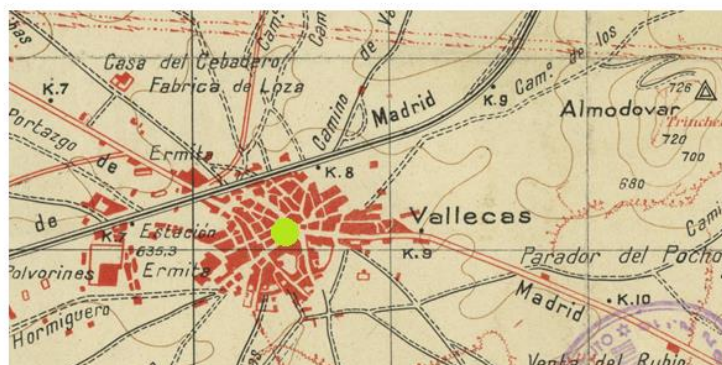 Casa del Cebadero
Fabrica de Loza
K.7
Portazgo
de
Ermita
Cam.º
Camino de
Madrid
K.9
Cam.º de los
Almodovar
726
720
700
680
K.8
de
K.7
Estación
635,3
Ermita
Polvorines
Hormiguero
Vallecas
K.9
Parador del Pocho
Madrid
K.10
Venta del Rubio